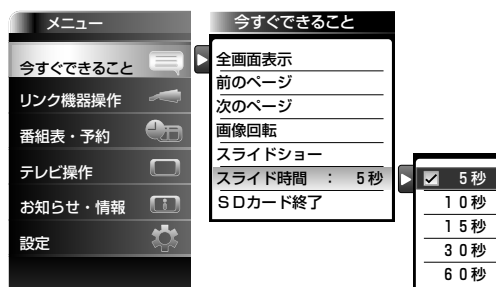 メニュー
今すぐできること
リンク機器操作
番組表・予約
テレビ操作
お知らせ・情報
設定
今すぐできること
全画面表示
前のページ
次のページ
画像回転
スライドショー
スライド時間 : 5秒
SDカード終了
5秒
10秒
15秒
30秒
60秒